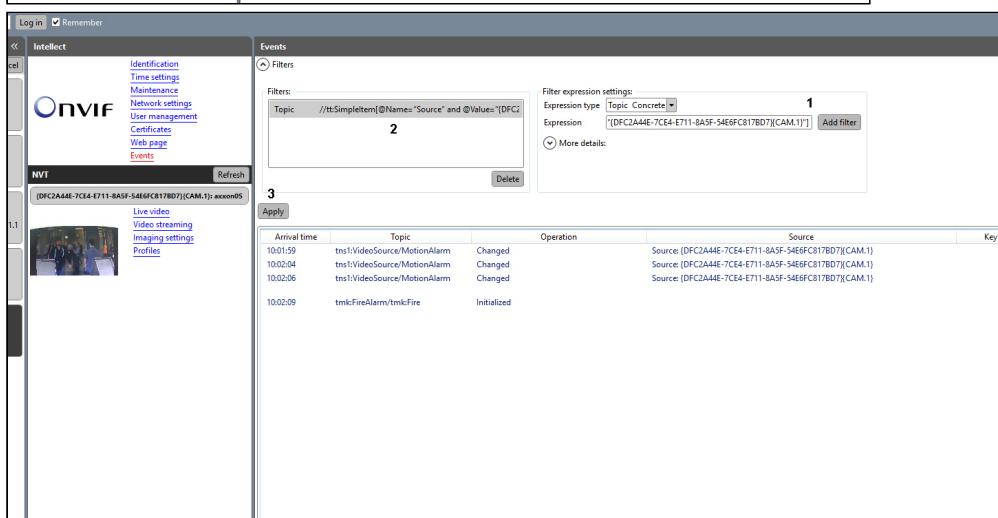 Log in Remember
Intellect
Identification
Time settings
Maintenance
Network settings
User management
Certificates
Web page
Events
ONVIF
NVT
Refresh
{DFC2A44E-7CE4-E711-8A5F-54E6FC817BD7}{CAM.1}: axxon05
Live video
Video streaming
Imaging settings
Profiles
cel
1.1
Events
Filters
Filters:
Topic //tt:SimpleItem[@Name="Source" and @Value="{DFC2
2
Delete
Filter expression settings:
Expression type Topic Concrete 1
Expression "{DFC2A44E-7CE4-E711-8A5F-54E6FC817BD7}{CAM.1}"] Add filter
More details:
3
Apply
Arrival time Topic Operation Source Key
10:01:59 tns1:VideoSource/MotionAlarm Changed Source: {DFC2A44E-7CE4-E711-8A5F-54E6FC817BD7}{CAM.1}
10:02:04 tns1:VideoSource/MotionAlarm Changed Source: {DFC2A44E-7CE4-E711-8A5F-54E6FC817BD7}{CAM.1}
10:02:06 tns1:VideoSource/MotionAlarm Changed Source: {DFC2A44E-7CE4-E711-8A5F-54E6FC817BD7}{CAM.1}
10:02:09 tmk:FireAlarm/tmk:Fire Initialized